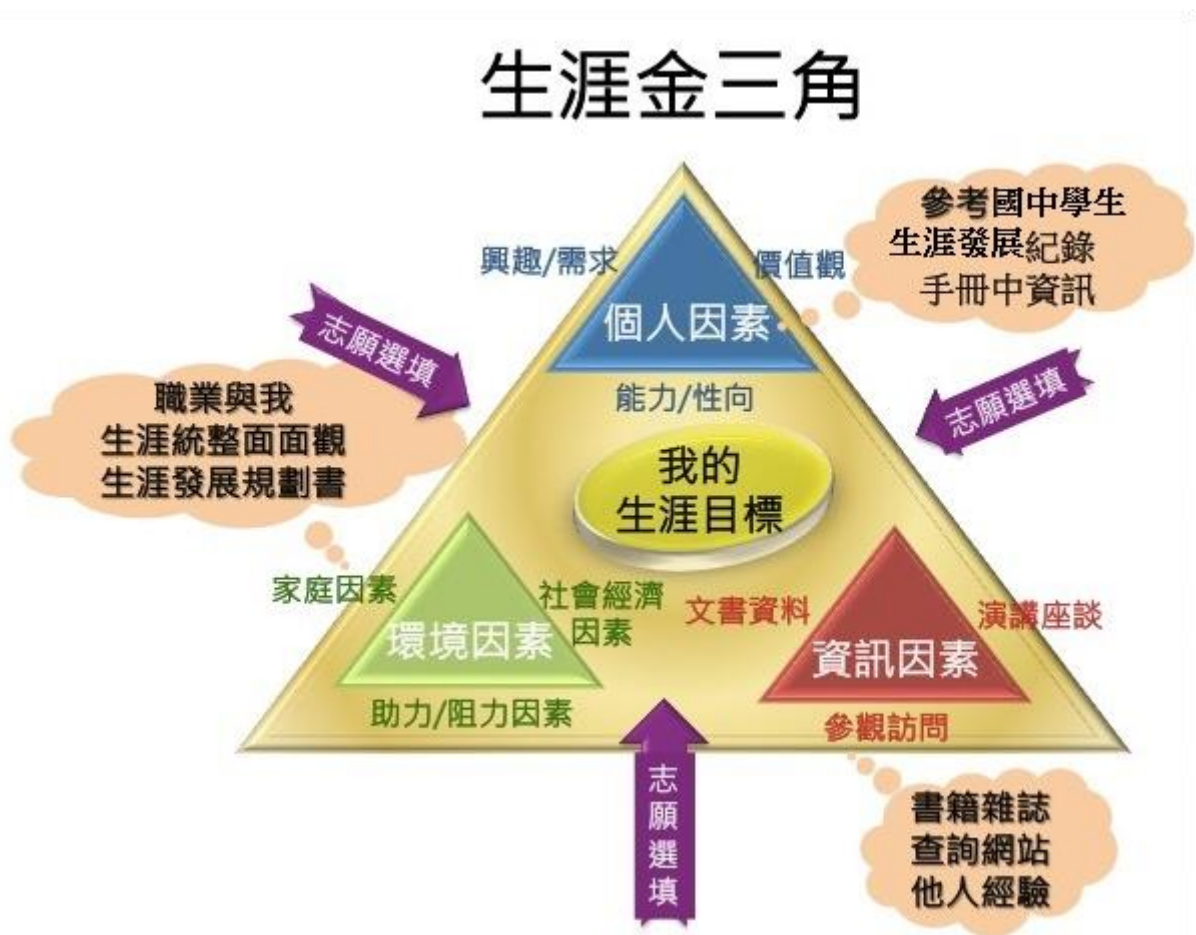 生涯金三角
參考國中學生
生涯發展紀錄
手冊中資訊
興趣/需求
價值觀
個人因素
能力/性向
志願選填
志願選填
職業與我
生涯統整面面觀
生涯發展規劃書
我的
生涯目標
家庭因素
社會經濟
因素
環境因素
助力/阻力因素
文書資料
演講座談
資訊因素
參觀訪問
志願選填
書籍雜誌
查詢網站
他人經驗